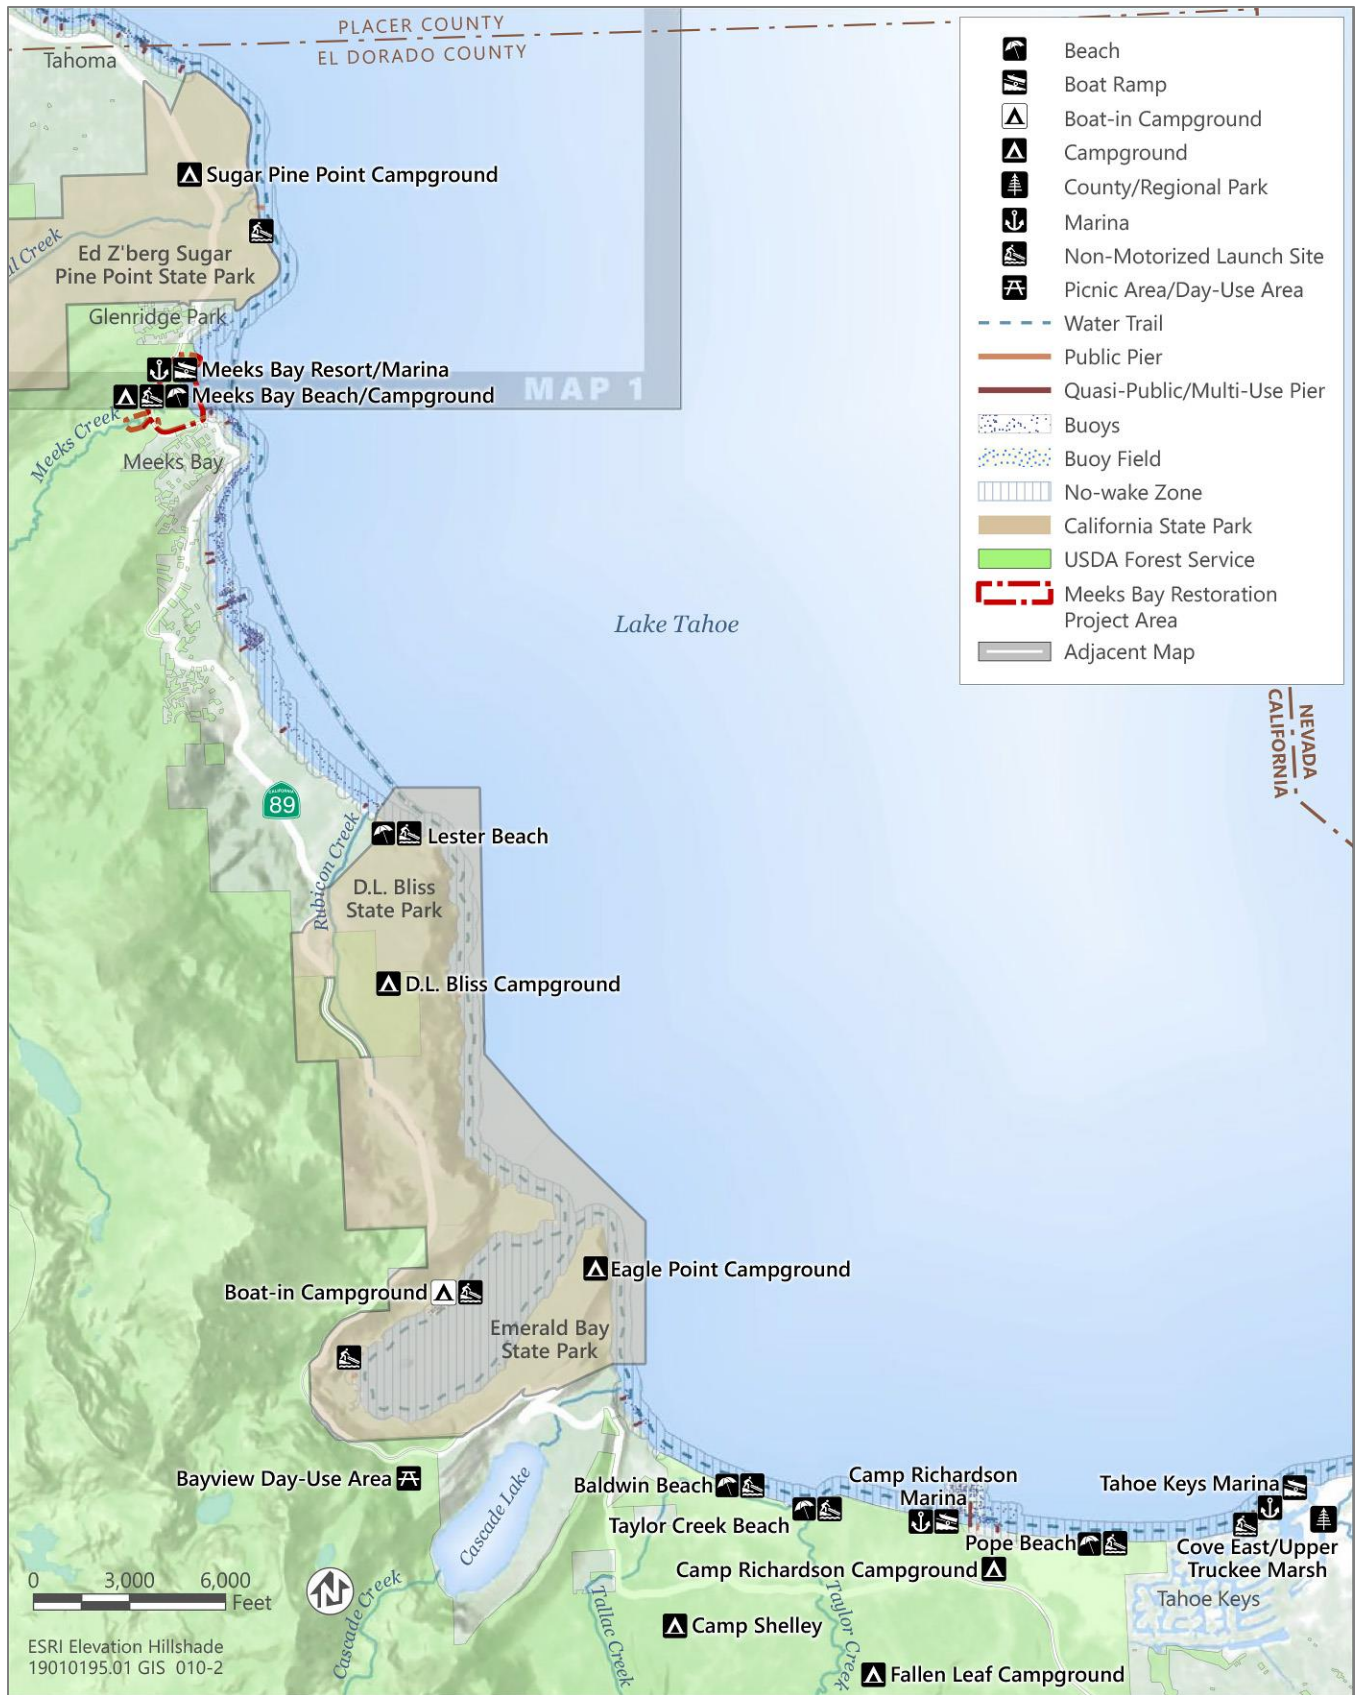 PLACER COUNTY
EL DORADO COUNTY
Tahoma
Sugar Pine Point Campground
al Creek
Ed Z'berg Sugar
Pine Point State Park
Glenridge Park
Meeks Bay Resort/Marina
Meeks Bay Beach/Campground
MAP 1
Meeks Creek
Meeks Bay
Beach
Boat Ramp
Boat-in Campground
Campground
County/Regional Park
Marina
Non-Motorized Launch Site
Picnic Area/Day-Use Area
Water Trail
Public Pier
Quasi-Public/Multi-Use Pier
Buoys
Buoy Field
No-wake Zone
California State Park
USDA Forest Service
Meeks Bay Restoration
Project Area
Adjacent Map
Lake Tahoe
NEVADA
CALIFORNIA
CALIFORNIA
89
Rubicon Creek
Lester Beach
D.L. Bliss
State Park
D.L. Bliss Campground
Eagle Point Campground
Boat-in Campground
Emerald Bay
State Park
Bayview Day-Use Area
Cascade Lake
Baldwin Beach
Taylor Creek Beach
Camp Richardson
Marina
Pope Beach
Tahoe Keys Marina
Cove East/Upper
Truckee Marsh
Tahoe Keys
Camp Richardson Campground
Camp Shelley
Fallen Leaf Campground
Cascade Creek
Tallac Creek
Taylor Creek
0 3,000 6,000
Feet
N
ESRI Elevation Hillshade
19010195.01 GIS 010-2